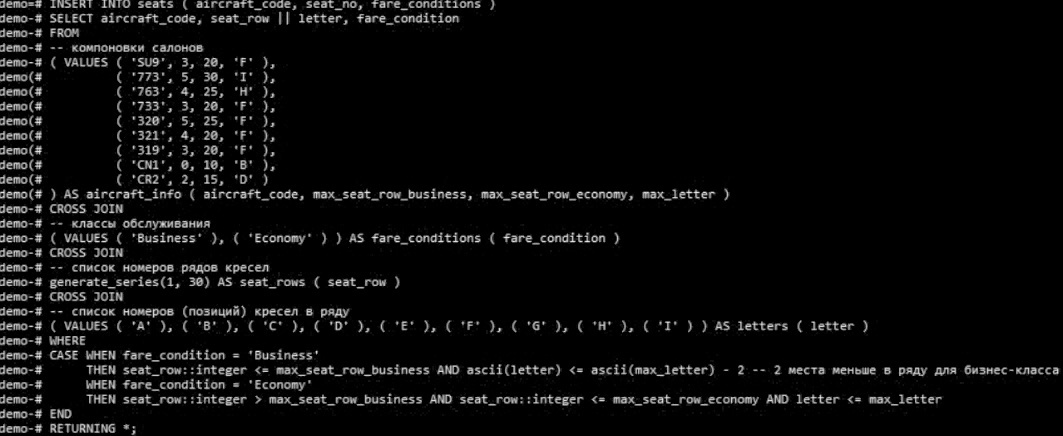 demo=# INSERT INTO seats ( aircraft_code, seat_no, fare_conditions )
demo-# SELECT aircraft_code, seat_row || letter, fare_condition
demo-# FROM
demo-# -- компоновки салонов
demo-# ( VALUES ( 'SU9', 3, 20, 'F' ),
demo(#          ( '773', 5, 30, 'I' ),
demo(#          ( '763', 4, 25, 'H' ),
demo(#          ( '733', 3, 20, 'F' ),
demo(#          ( '320', 5, 25, 'F' ),
demo(#          ( '321', 4, 20, 'F' ),
demo(#          ( '319', 3, 20, 'F' ),
demo(#          ( 'CN1', 0, 10, 'B' ),
demo(#          ( 'CR2', 2, 15, 'D' )
demo(# ) AS aircraft_info ( aircraft_code, max_seat_row_business, max_seat_row_economy, max_letter )
demo-# CROSS JOIN
demo-# -- классы обслуживания
demo-# ( VALUES ( 'Business' ), ( 'Economy' ) ) AS fare_conditions ( fare_condition )
demo-# CROSS JOIN
demo-# -- список номеров рядов кресел
demo-# generate_series(1, 30) AS seat_rows ( seat_row )
demo-# CROSS JOIN
demo-# -- список номеров (позиций) кресел в ряду
demo-# ( VALUES ( 'A' ), ( 'B' ), ( 'C' ), ( 'D' ), ( 'E' ), ( 'F' ), ( 'G' ), ( 'H' ), ( 'I' ) ) AS letters ( letter )
demo-# WHERE
demo-# CASE WHEN fare_condition = 'Business'
demo-#      THEN seat_row::integer <= max_seat_row_business AND ascii(letter) <= ascii(max_letter) - 2 -- 2 места меньше в ряду для бизнес-класса
demo-#      WHEN fare_condition = 'Economy'
demo-#      THEN seat_row::integer > max_seat_row_business AND seat_row::integer <= max_seat_row_economy AND letter <= max_letter
demo-# END
demo-# RETURNING *;